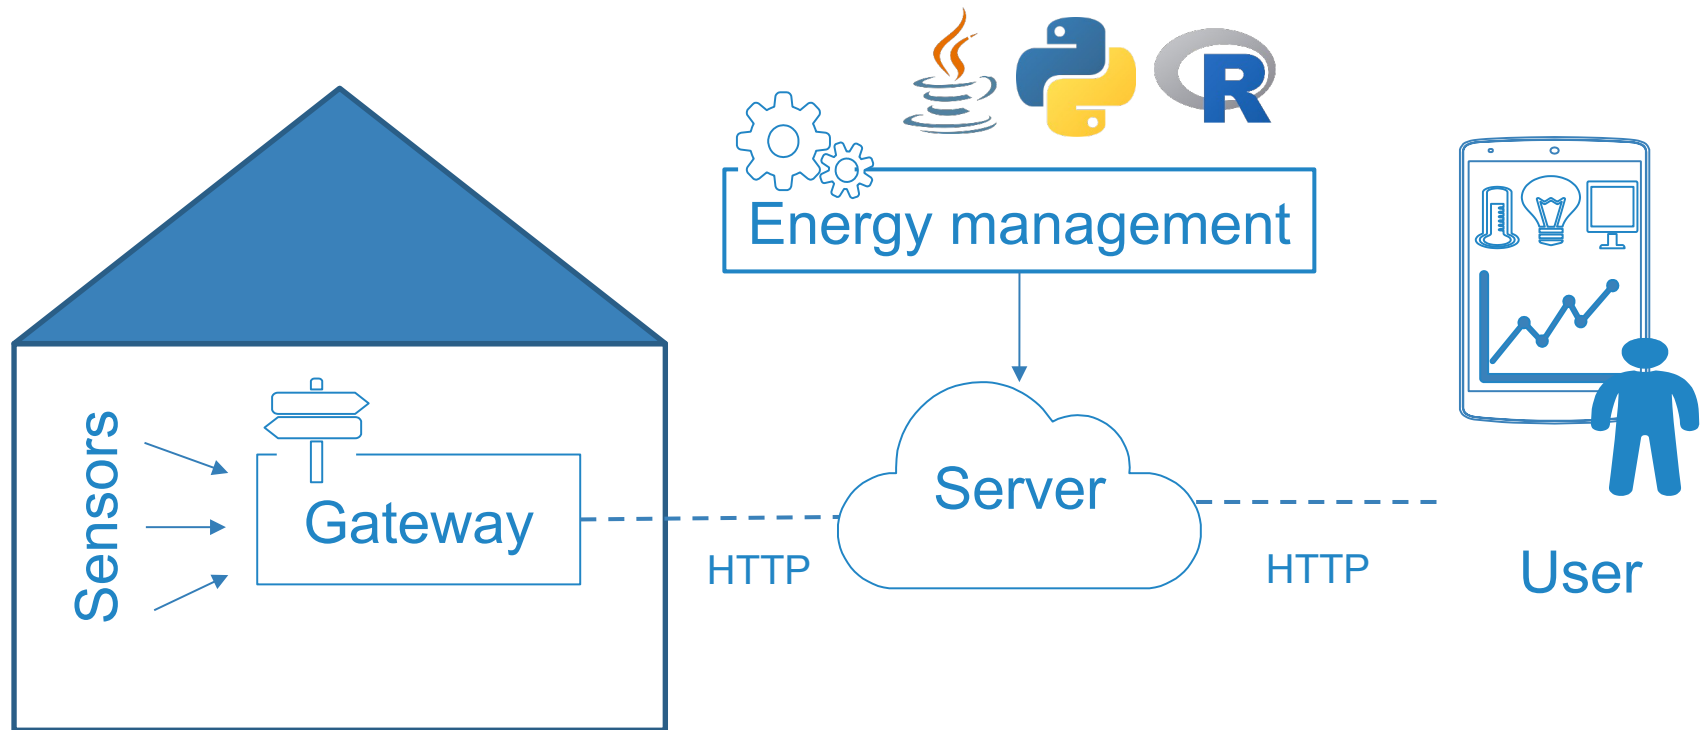 R
Energy management
Sensors
Gateway
Server
HTTP
HTTP
User